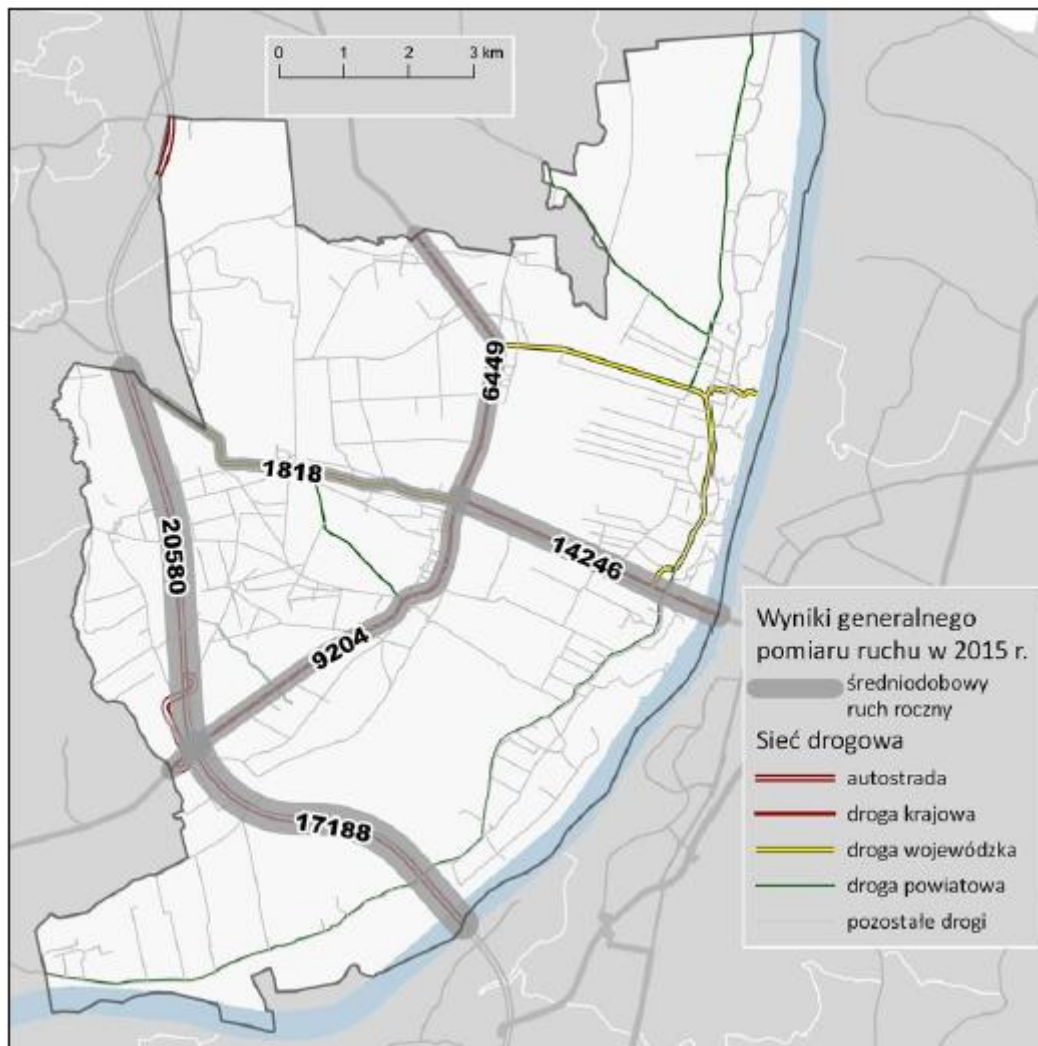 0 1 2 3 km
6449
1818
20580
14246
9204
17188
Wyniki generalnego
pomiaru ruchu w 2015 r.
średniodobowy
ruch roczny
Sieć drogowa
autostrada
droga krajowa
droga wojewódzka
droga powiatowa
pozostałe drogi